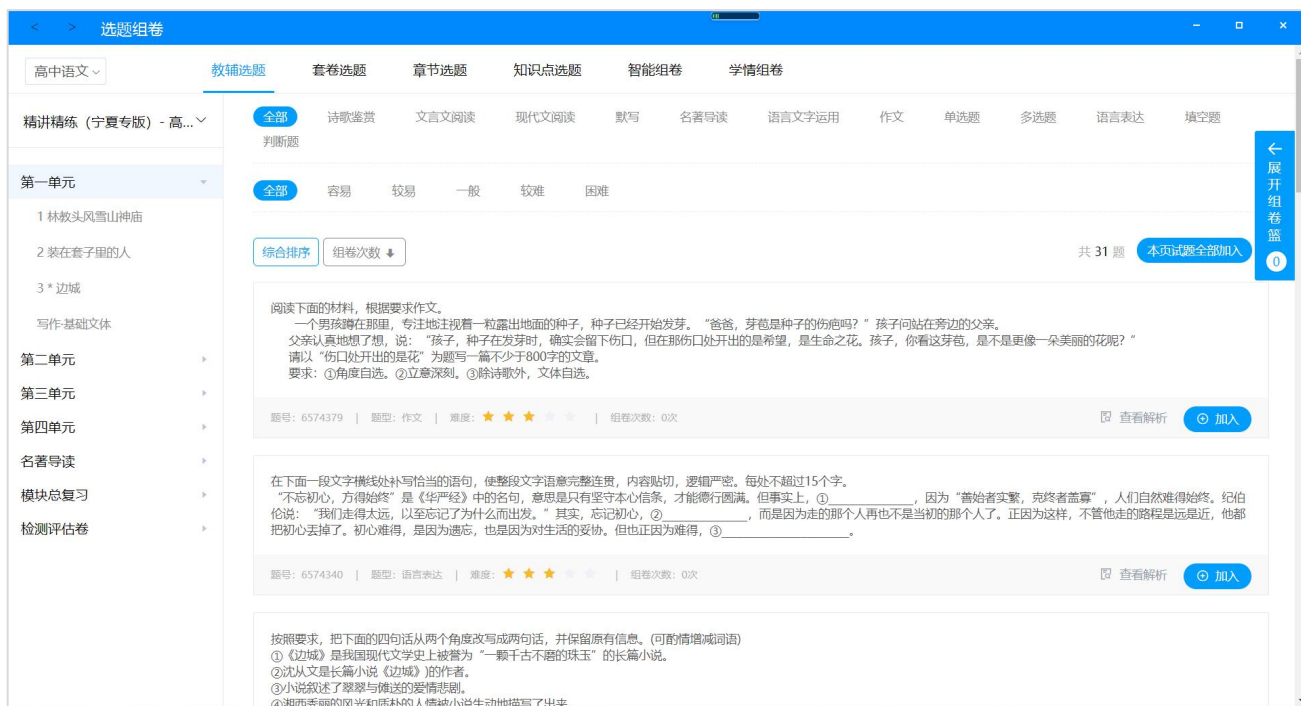 选题组卷
高中语文
教辅选题 套卷选题 章节选题 知识点选题 智能组卷 学情组卷
精讲精练（宁夏专版）- 高...
第一单元
1 林教头风雪山神庙
2 装在套子里的人
3 * 边城
写作·基础文体
第二单元
第三单元
第四单元
名著导读
模块总复习
检测评估卷
全部 诗歌鉴赏 文言文阅读 现代文阅读 默写 名著导读 语言文字运用 作文 单选题 多选题 语言表达 填空题
判断题
全部 容易 较易 一般 较难 困难
综合排序 组卷次数
共 31 题 本页试题全部加入
展开组卷篮 0
阅读下面的材料，根据要求作文。
一个男孩蹲在那里，专注地注视着一粒露出地面的种子，种子已经开始发芽。“爸爸，芽苞是种子的伤疤吗？”孩子问站在旁边的父亲。
父亲认真地想了想，说：“孩子，种子在发芽时，确实会留下伤口，但在那伤口处开出的是希望，是生命之花。孩子，你看这芽苞，是不是更像一朵美丽的花呢？“
请以“伤口处开出的是花”为题写一篇不少于800字的文章。
要求：①角度自选。②立意深刻。③除诗歌外，文体自选。
题号：6574379 | 题型：作文 | 难度： | 组卷次数：0次
查看解析 加入
在下面一段文字横线处补写恰当的语句，使整段文字语意完整连贯，内容贴切，逻辑严密。每处不超过15个字。
“不忘初心，方得始终”是《华严经》中的名句，意思是只有坚守本心信条，才能德行圆满。但事实上，①______________，因为“善始者实繁，克终者盖寡”，人们自然难得始终。纪伯
伦说：“我们走得太远，以至忘记了为什么而出发。”其实，忘记初心，②______________，而是因为走的那个人再也不是当初的那个人了。正因为这样，不管他走的路程是远是近，他都
把初心丢掉了。初心难得，是因为遗忘，也是因为对生活的妥协。但也正因为难得，③_____________________。
题号：6574340 | 题型：语言表达 | 难度： | 组卷次数：0次
查看解析 加入
按照要求，把下面的四句话从两个角度改写成两句话，并保留原有信息。(可酌情增减词语)
①《边城》是我国现代文学史上被誉为“一颗千古不磨的珠玉”的长篇小说。
②沈从文是长篇小说《边城》)的作者。
③小说叙述了翠翠与傩送的爱情悲剧。
④湘西秀丽的风光和质朴的人情被小说生动地描写了出来